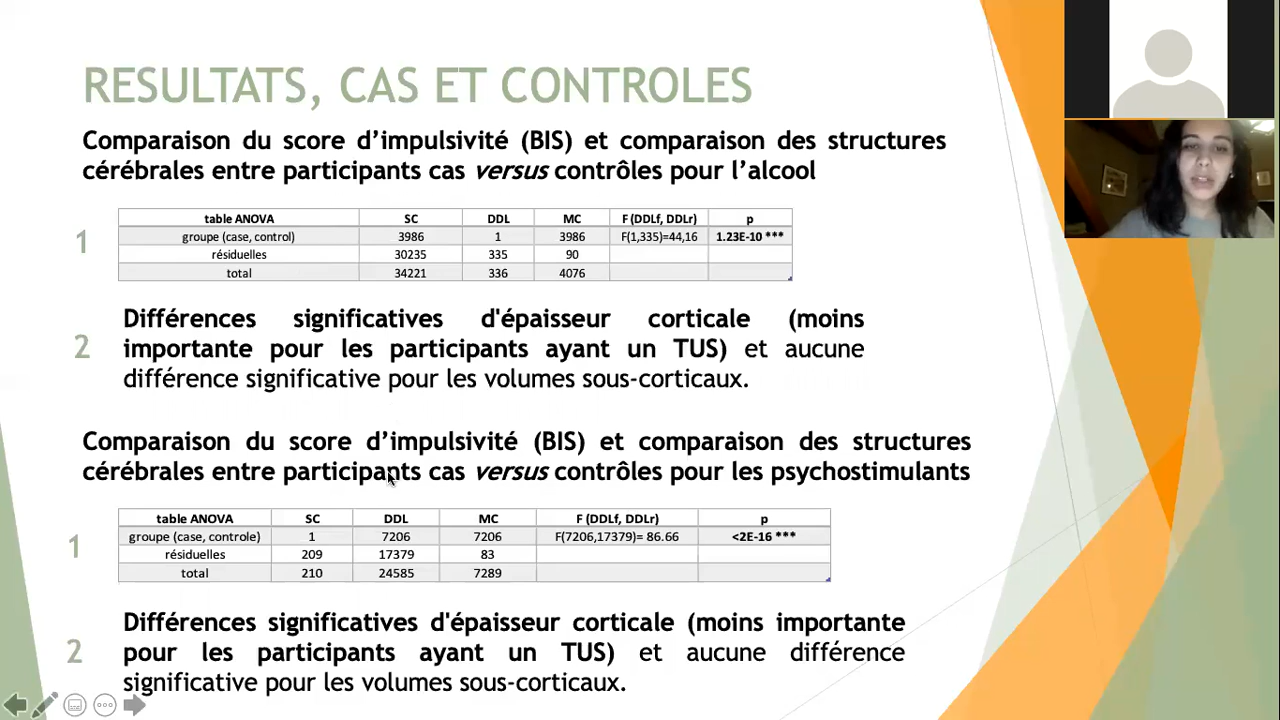 RESULTATS, CAS ET CONTROLES
Comparaison du score d’impulsivité (BIS) et comparaison des structures
cérébrales entre participants cas versus contrôles pour l’alcool
1
table ANOVA SC DDL MC F (DDLf, DDLr) p
groupe (case, control) 3986 1 3986 F(1,335)=44,16 1.23E-10 ***
résiduelles 30235 335 90
total 34221 336 4076
2
Différences significatives d'épaisseur corticale (moins
importante pour les participants ayant un TUS) et aucune
différence significative pour les volumes sous-corticaux.
Comparaison du score d’impulsivité (BIS) et comparaison des structures
cérébrales entre participants cas versus contrôles pour les psychostimulants
1
table ANOVA SC DDL MC F (DDLf, DDLr) p
groupe (case, controle) 1 7206 7206 F(7206,17379)= 86.66 <2E-16 ***
résiduelles 209 17379 83
total 210 24585 7289
2
Différences significatives d'épaisseur corticale (moins importante
pour les participants ayant un TUS) et aucune différence
significative pour les volumes sous-corticaux.